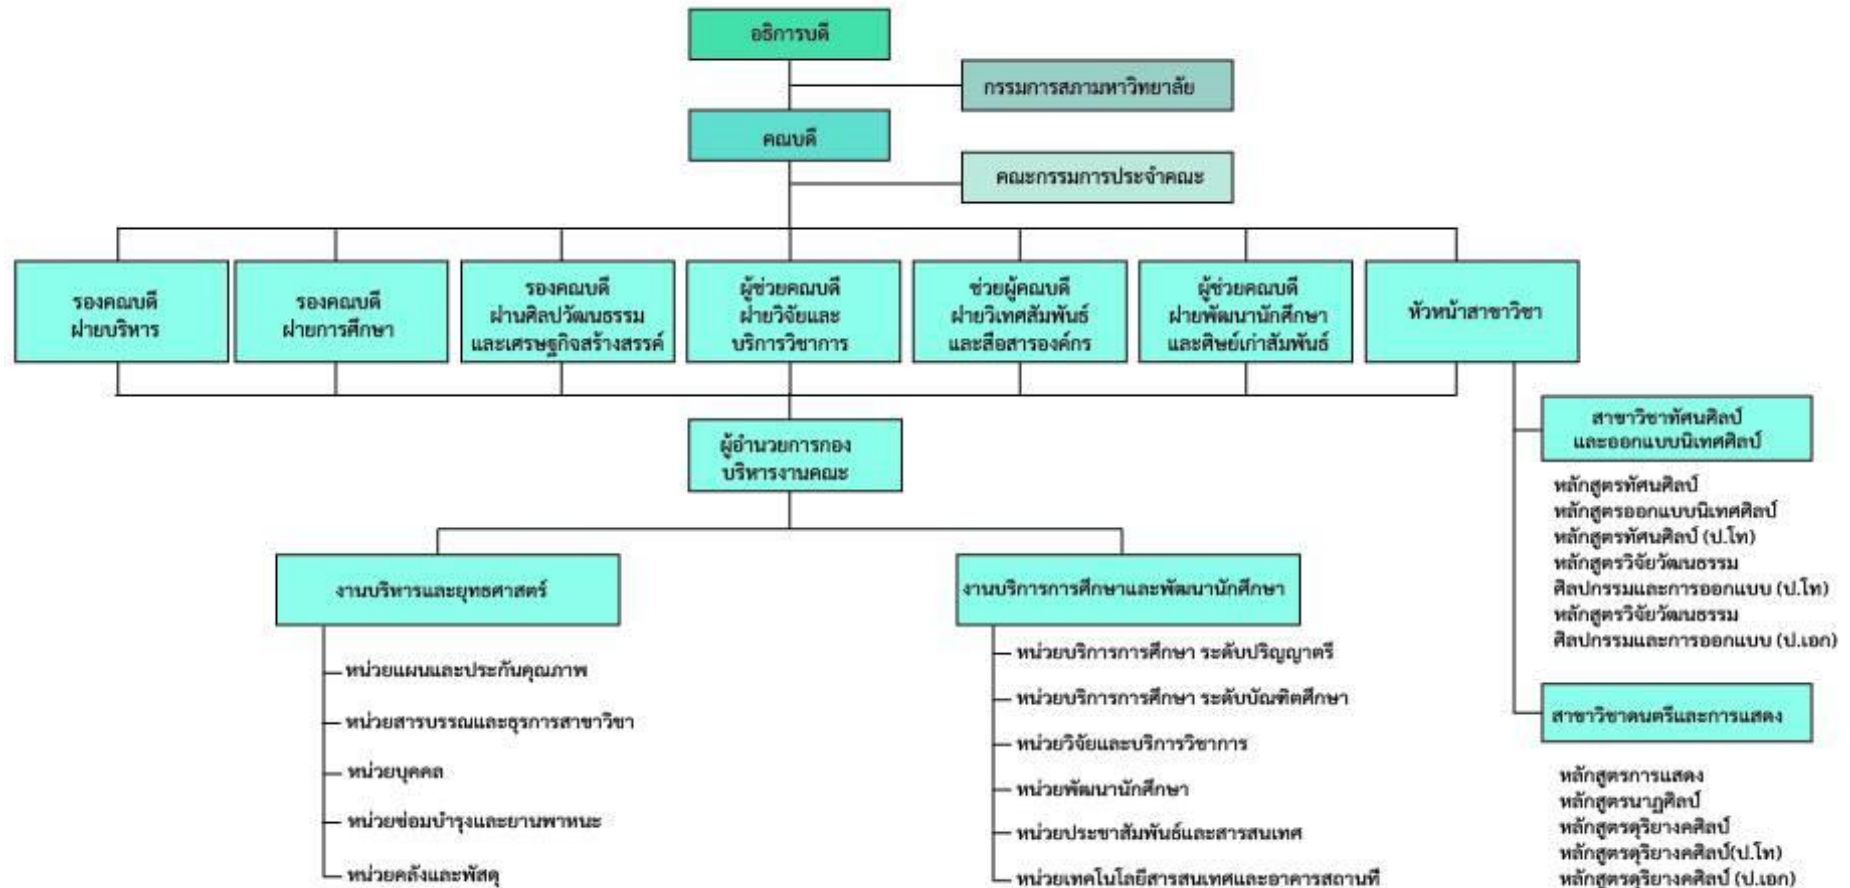 อธิการบดี
กรรมการสภามหาวิทยาลัย
คณบดี
คณะกรรมการประจำคณะ
รองคณบดี
ฝ่ายบริหาร
รองคณบดี
ฝ่ายการศึกษา
รองคณบดี
ฝ่านศิลปวัฒนธรรม
และเศรษฐกิจสร้างสรรค์
ผู้ช่วยคณบดี
ฝ่ายวิจัยและ
บริการวิชาการ
ช่วยผู้คณบดี
ฝ่ายวิเทศสัมพันธ์
และสื่อสารองค์กร
ผู้ช่วยคณบดี
ฝ่ายพัฒนานักศึกษา
และศิษย์เก่าสัมพันธ์
หัวหน้าสาขาวิชา
ผู้อำนวยการกอง
บริหารงานคณะ
งานบริหารและยุทธศาสตร์
หน่วยแผนและประกันคุณภาพ
หน่วยสารบรรณและธุรการสาขาวิชา
หน่วยบุคคล
หน่วยซ่อมบำรุงและยานพาหนะ
หน่วยคลังและพัสดุ
งานบริการการศึกษาและพัฒนานักศึกษา
หน่วยบริการการศึกษา ระดับปริญญาตรี
หน่วยบริการการศึกษา ระดับบัณฑิตศึกษา
หน่วยวิจัยและบริการวิชาการ
หน่วยพัฒนานักศึกษา
หน่วยประชาสัมพันธ์และสารสนเทศ
หน่วยเทคโนโลยีสารสนเทศและอาคารสถานที่
สาขาวิชาทัศนศิลป์
และออกแบบนิเทศศิลป์
หลักสูตรทัศนศิลป์
หลักสูตรออกแบบนิเทศศิลป์
หลักสูตรทัศนศิลป์ (ป.โท)
หลักสูตรวิจัยวัฒนธรรม
ศิลปกรรมและการออกแบบ (ป.โท)
หลักสูตรวิจัยวัฒนธรรม
ศิลปกรรมและการออกแบบ (ป.เอก)
สาขาวิชาดนตรีและการแสดง
หลักสูตรการแสดง
หลักสูตรนาฏศิลป์
หลักสูตรดุริยางคศิลป์
หลักสูตรดุริยางคศิลป์(ป.โท)
หลักสูตรดุริยางคศิลป์ (ป.เอก)